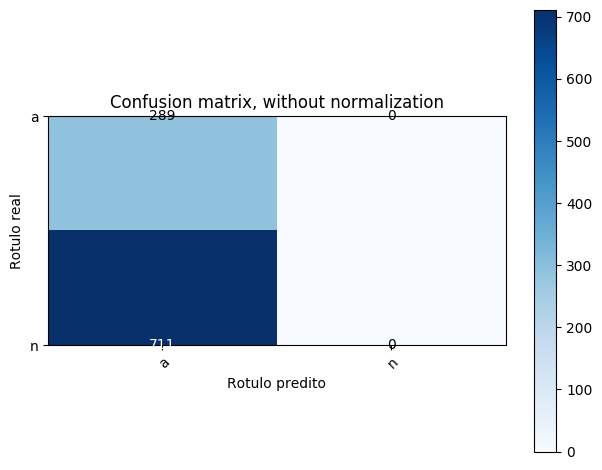 Confusion matrix, without normalization
a
289
0
Rotulo real
n
711
0
a
n
Rotulo predito
700
600
500
400
300
200
100
0